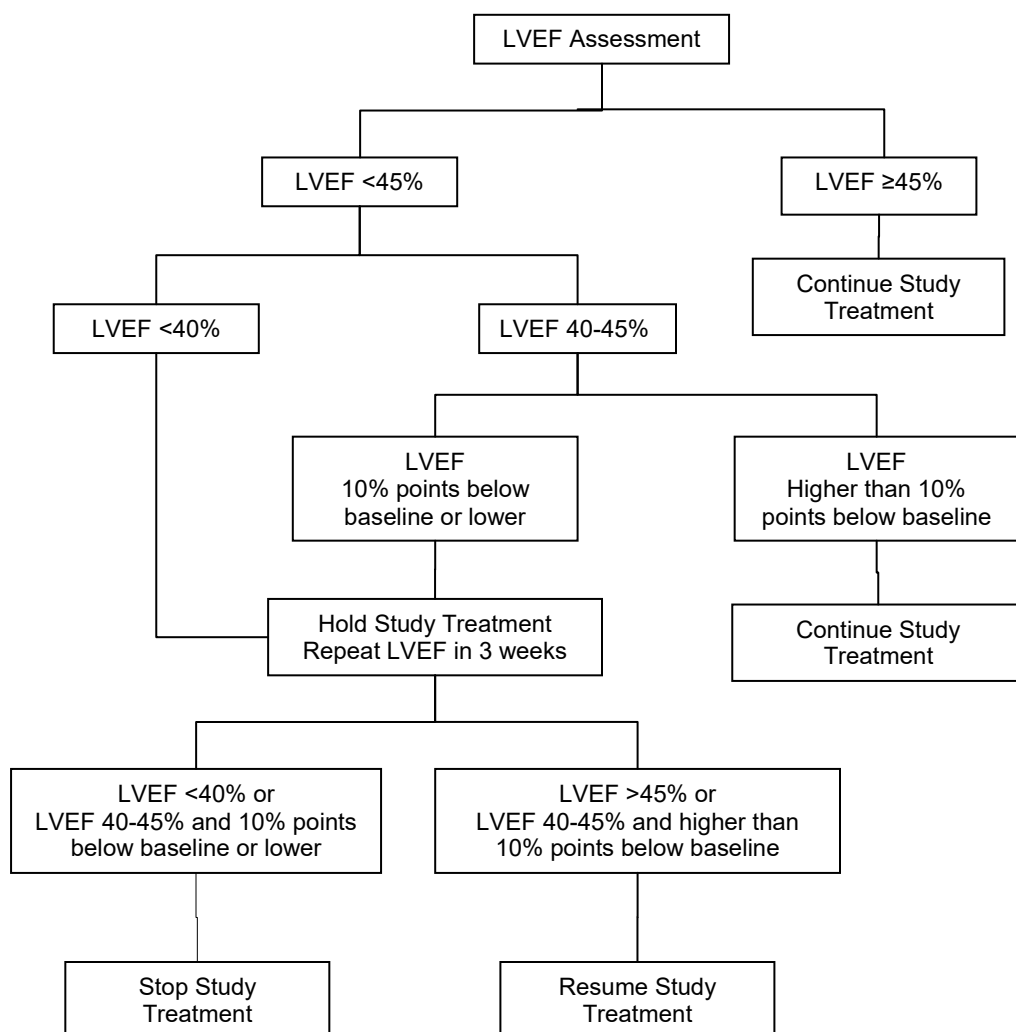 LVEF Assessment
LVEF <45%
LVEF ≥45%
Continue Study
Treatment
LVEF <40%
LVEF 40-45%
LVEF
10% points below
baseline or lower
LVEF
Higher than 10%
points below baseline
Hold Study Treatment
Repeat LVEF in 3 weeks
Continue Study
Treatment
LVEF <40% or
LVEF 40-45% and 10% points
below baseline or lower
LVEF >45% or
LVEF 40-45% and higher than
10% points below baseline
Stop Study
Treatment
Resume Study
Treatment